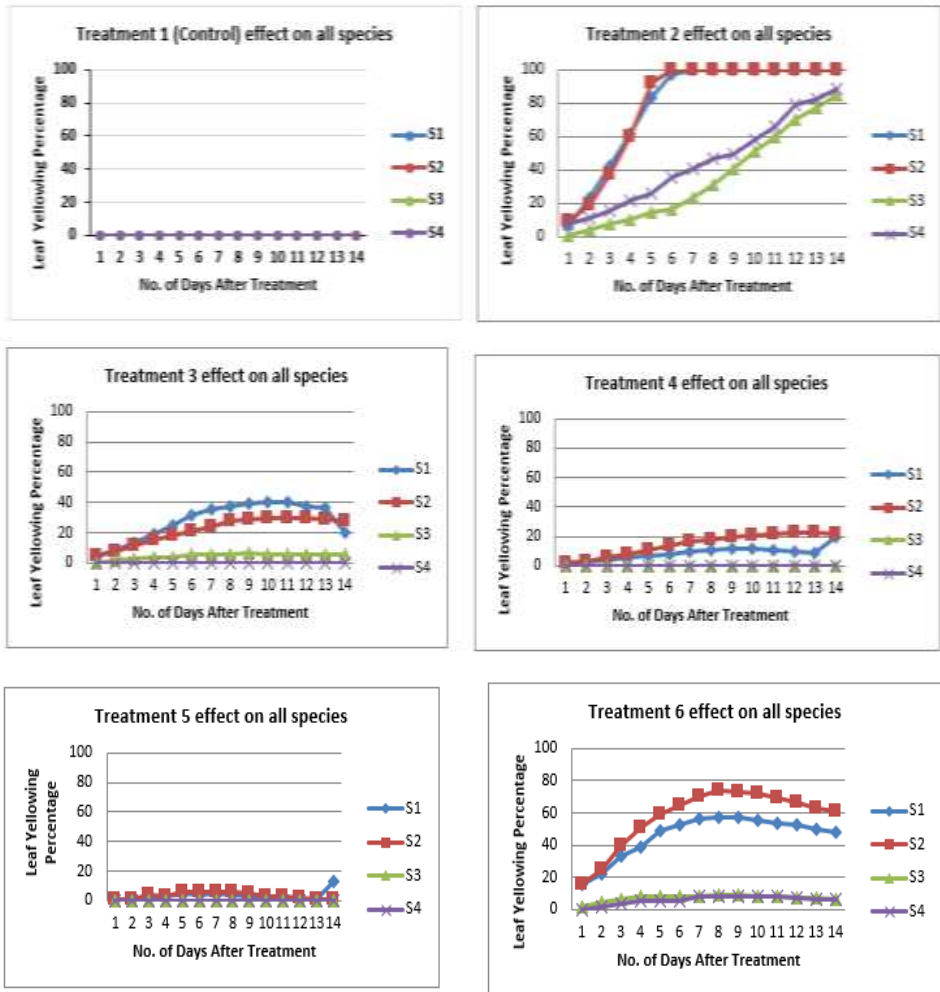 Treatment 1 (Control) effect on all species
Leaf Yellowing Percentage
100
80
60
40
20
0
1 2 3 4 5 6 7 8 9 10 11 12 13 14
No. of Days After Treatment
S1
S2
S3
S4
Treatment 2 effect on all species
Leaf Yellowing Percentage
100
80
60
40
20
0
1 2 3 4 5 6 7 8 9 10 11 12 13 14
No. of Days After Treatment
S1
S2
S3
S4
Treatment 3 effect on all species
Leaf Yellowing Percentage
100
80
60
40
20
0
1 2 3 4 5 6 7 8 9 10 11 12 13 14
No. of Days After Treatment
S1
S2
S3
S4
Treatment 4 effect on all species
Leaf Yellowing Percentage
100
80
60
40
20
0
1 2 3 4 5 6 7 8 9 10 11 12 13 14
No. of Days After Treatment
S1
S2
S3
S4
Treatment 5 effect on all species
Leaf Yellowing
Percentage
100
80
60
40
20
0
1 2 3 4 5 6 7 8 9 10 11 12 13 14
No. of Days After Treatment
S1
S2
S3
S4
Treatment 6 effect on all species
Leaf Yellowing Percentage
100
80
60
40
20
0
1 2 3 4 5 6 7 8 9 10 11 12 13 14
No. of Days After Treatment
S1
S2
S3
S4